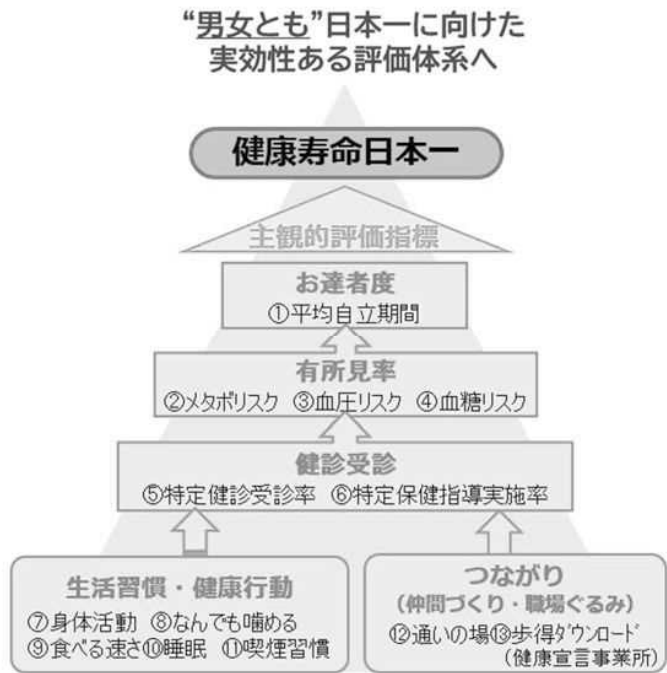 “男女とも”日本一に向けた
実効性ある評価体系へ
健康寿命日本一
主観的評価指標
お達者度
①平均自立期間
有所見率
②メタボリスク ③血圧リスク ④血糖リスク
健診受診
⑤特定健診受診率 ⑥特定保健指導実施率
生活習慣・健康行動
⑦身体活動 ⑧なんでも噛める
⑨食べる速さ⑩睡眠 ⑪喫煙習慣
つながり
(仲間づくり・職場ぐるみ)
⑫通いの場⑬歩得ダウンロード
(健康宣言事業所)